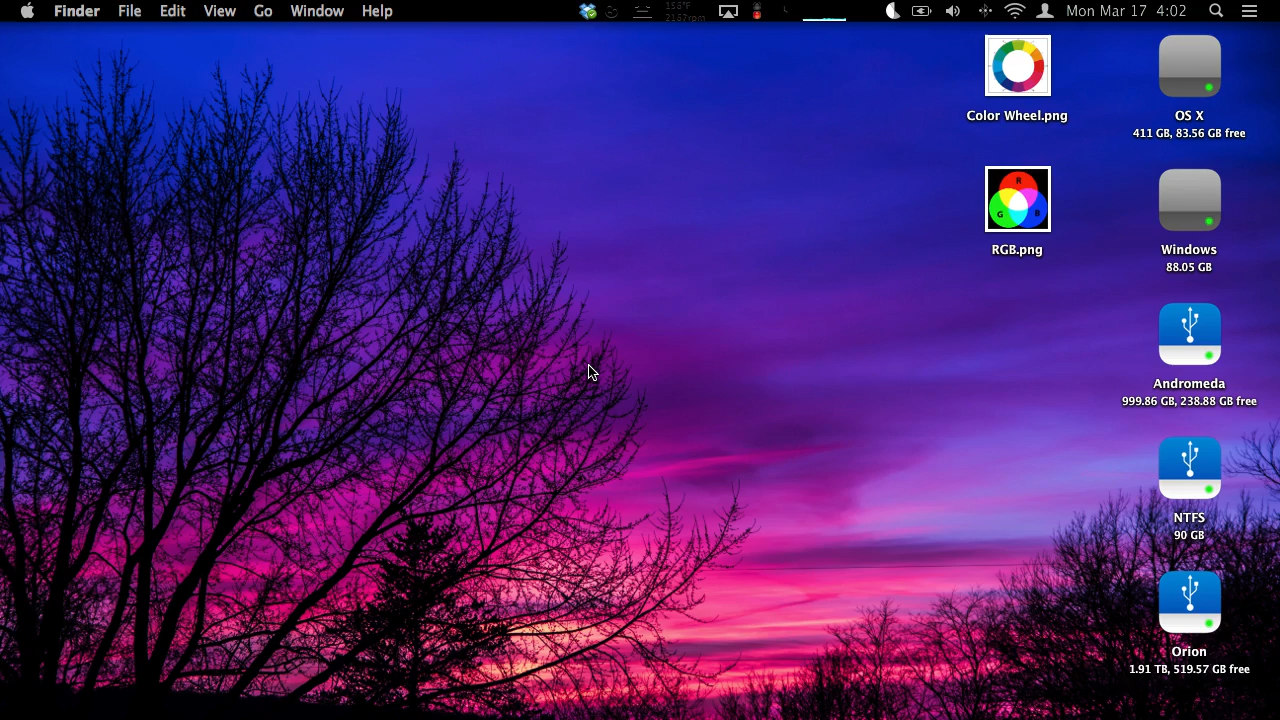 Finder File Edit View Go Window Help 156°F Mon Mar 17 4:02
2167rpm
Color Wheel.png
OS X
411 GB, 83.56 GB free
R
G B
RGB.png
Windows
88.05 GB
Andromeda
999.86 GB, 238.88 GB free
NTFS
90 GB
Orion
1.91 TB, 519.57 GB free